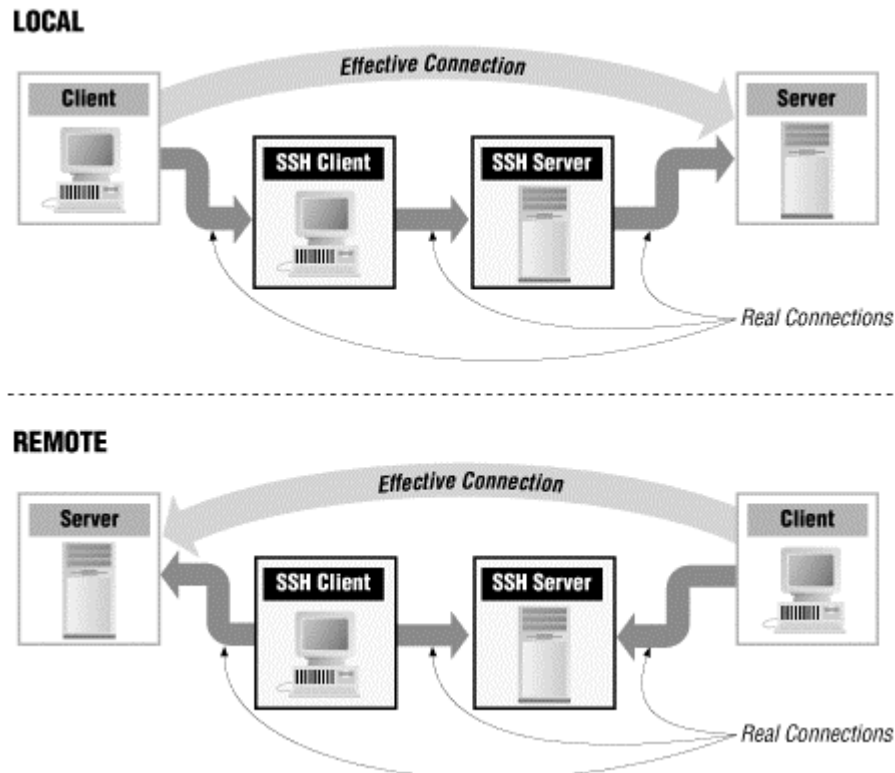 LOCAL
Effective Connection
Client
Server
SSH Client
SSH Server
Real Connections
REMOTE
Effective Connection
Server
Client
SSH Client
SSH Server
Real Connections